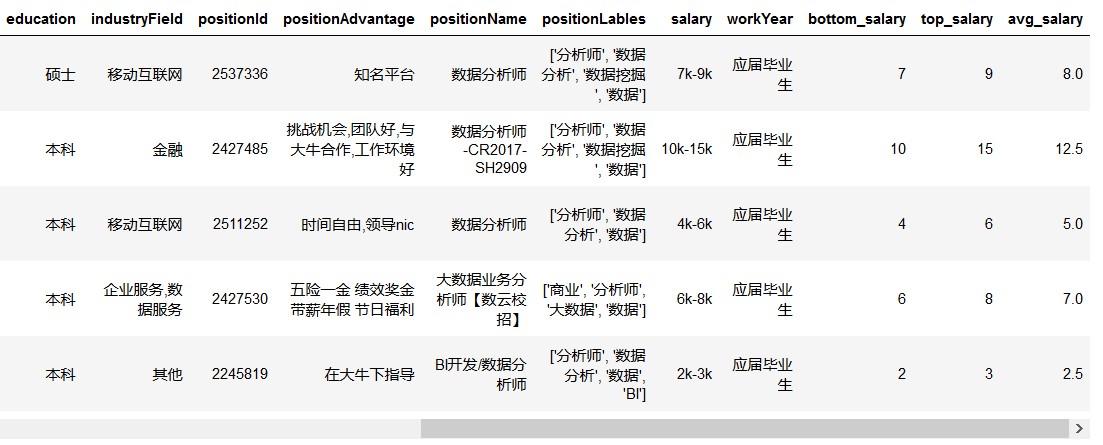 education industryField positionId positionAdvantage positionName positionLables salary workYear bottom_salary top_salary avg_salary
硕士 移动互联网 2537336 知名平台 数据分析师 ['分析师', '数据
分析', '数据挖掘
', '数据'] 7k-9k 应届毕业
生 7 9 8.0
本科 金融 2427485 挑战机会,团队好,与
大牛合作,工作环境
好 数据分析师
-CR2017-
SH2909 ['分析师', '数据
分析', '数据挖掘
', '数据'] 10k-15k 应届毕业
生 10 15 12.5
本科 移动互联网 2511252 时间自由,领导nic 数据分析师 ['分析师', '数据
分析', '数据'] 4k-6k 应届毕业
生 4 6 5.0
本科 企业服务,数
据服务 2427530 五险一金 绩效奖金
带薪年假 节日福利 大数据业务分
析师【数云校
招】 ['商业', '分析师',
'大数据', '数据'] 6k-8k 应届毕业
生 6 8 7.0
本科 其他 2245819 在大牛下指导 BI开发/数据分
析师 ['分析师', '数据
分析', '数据',
'BI'] 2k-3k 应届毕业
生 2 3 2.5